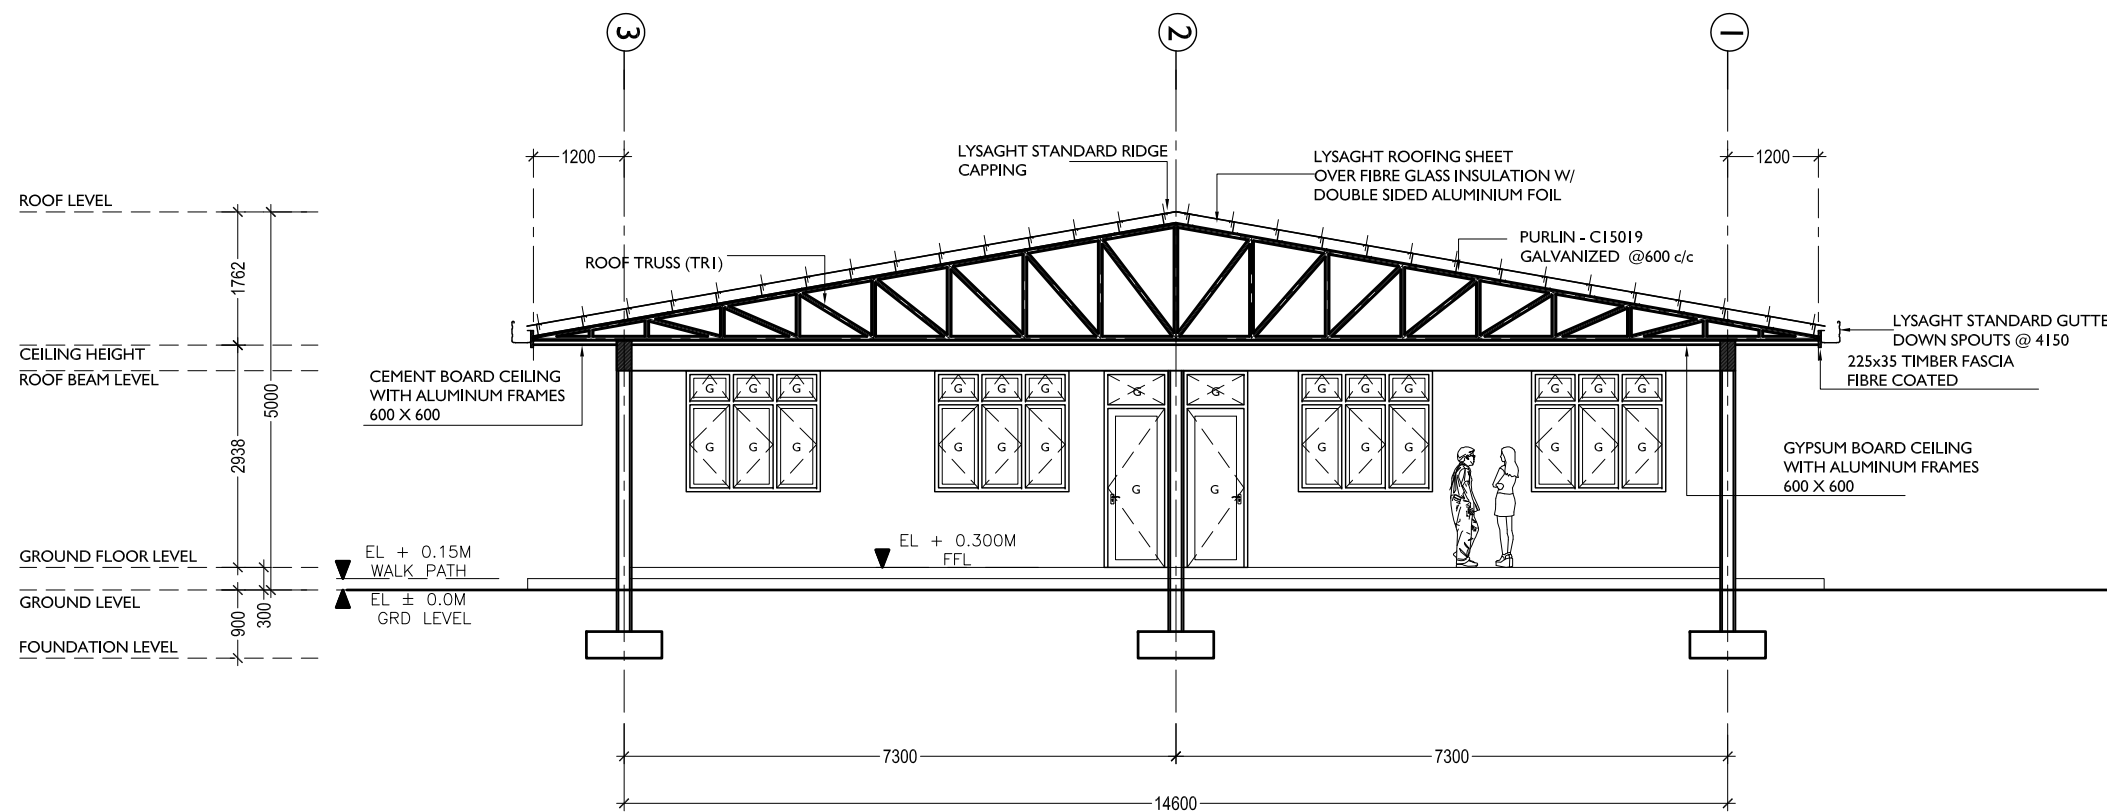 3
2
1
1200
1200
LYSAGHT STANDARD RIDGE
CAPPING
LYSAGHT ROOFING SHEET
OVER FIBRE GLASS INSULATION W/
DOUBLE SIDED ALUMINIUM FOIL
ROOF LEVEL
PURLIN - C15019
GALVANIZED @600 c/c
ROOF TRUSS (TR1)
1762
LYSAGHT STANDARD GUTTE
DOWN SPOUTS @ 4150
CEILING HEIGHT
ROOF BEAM LEVEL
225x35 TIMBER FASCIA
FIBRE COATED
CEMENT BOARD CEILING
WITH ALUMINUM FRAMES
600 X 600
5000
G G G G G G G G G G G G G G
2938
G G G G G G G G G G G G
GYPSUM BOARD CEILING
WITH ALUMINUM FRAMES
600 X 600
G G
EL + 0.300M
FFL
GROUND FLOOR LEVEL
EL + 0.15M
WALK PATH
GROUND LEVEL
EL ± 0.0M
GRD LEVEL
900
300
FOUNDATION LEVEL
7300
7300
14600